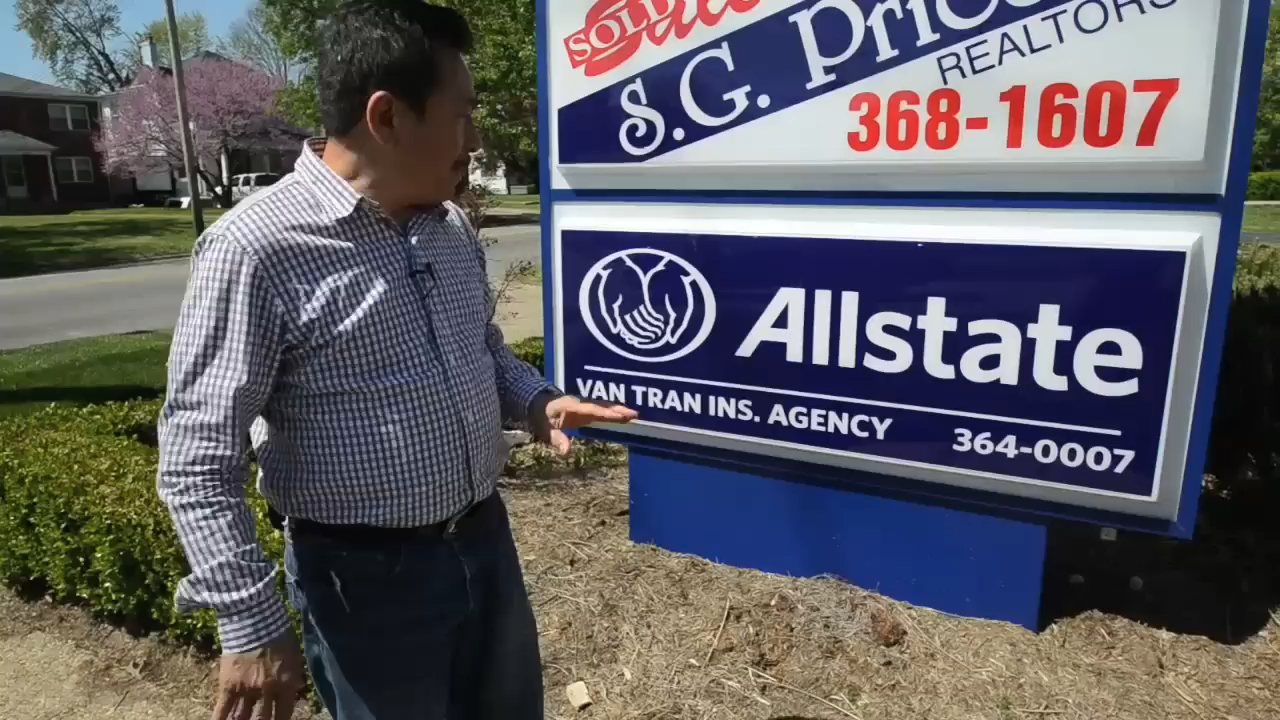 SOLD
S.G. Price
REALTORS
368-1607
Allstate
VAN TRAN INS. AGENCY
364-0007